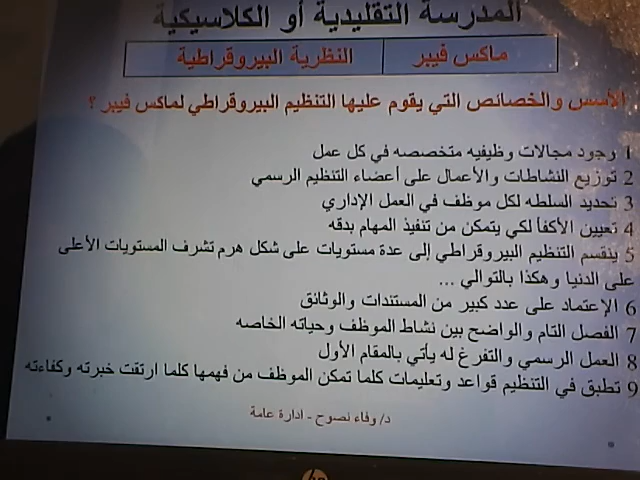 المدرسة التقليدية أو الكلاسيكية
ماكس فيبر
النظرية البيروقراطية
الأسس والخصائص التي يقوم عليها التنظيم البيروقراطي لماكس فيبر ؟
1 وجود مجالات وظيفيه متخصصه في كل عمل
2 توزيع النشاطات والأعمال على أعضاء التنظيم الرسمي
3 تحديد السلطه لكل موظف في العمل الإداري
4 تعيين الأكفأ لكي يتمكن من تنفيذ المهام بدقه
5 ينقسم التنظيم البيروقراطي إلى عدة مستويات على شكل هرم تشرف المستويات الأعلى
على الدنيا وهكذا بالتوالي ...
6 الإعتماد على عدد كبير من المستندات والوثائق
7 الفصل التام والواضح بين نشاط الموظف وحياته الخاصه
8 العمل الرسمي والتفرغ له يأتي بالمقام الأول
9 تطبق في التنظيم قواعد وتعليمات كلما تمكن الموظف من فهمها كلما ارتقت خبرته وكفاءته
د/ وفاء نصوح - ادارة عامة
hp